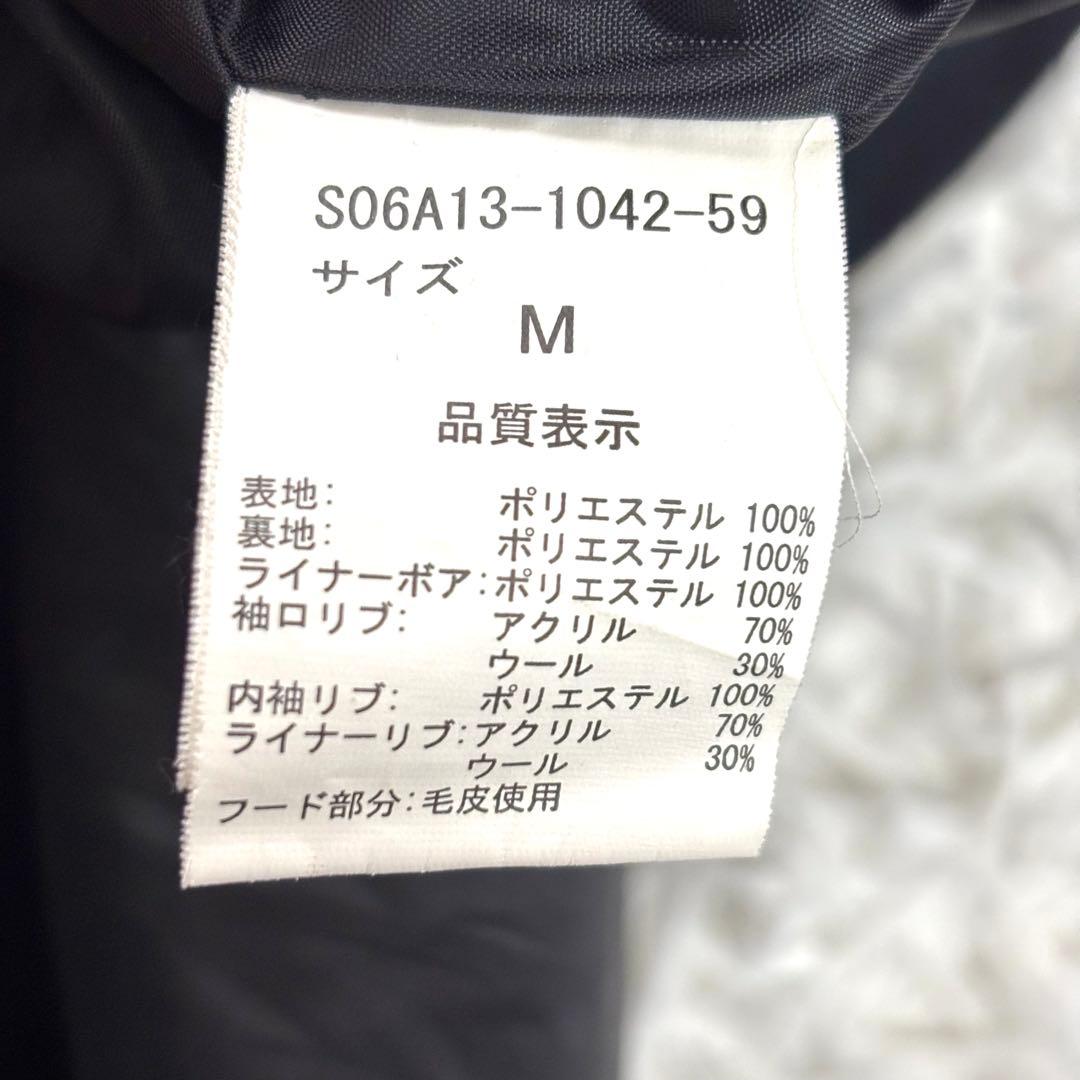 S06A13-1042-59
サイズ
M
品質表示
表地: ポリエステル 100%
裏地: ポリエステル 100%
ライナーボア:ポリエステル 100%
袖口リブ: アクリル 70%
ウール 30%
内袖リブ: ポリエステル 100%
ライナーリブ:アクリル 70%
ウール 30%
フード部分:毛皮使用